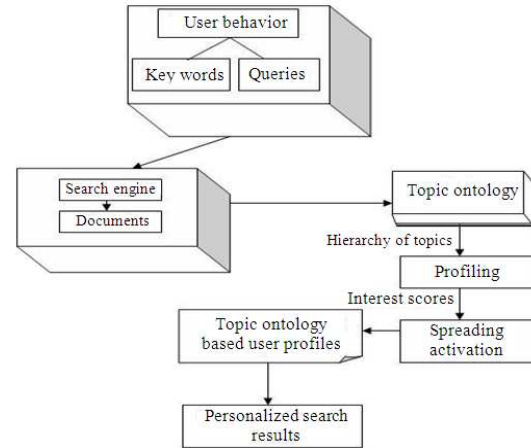 User behavior
Key words
Queries
Search engine
Documents
Topic ontology
Hierarchy of topics
Profiling
Interest scores
Spreading
activation
Topic ontology
based user profiles
Personalized search
results